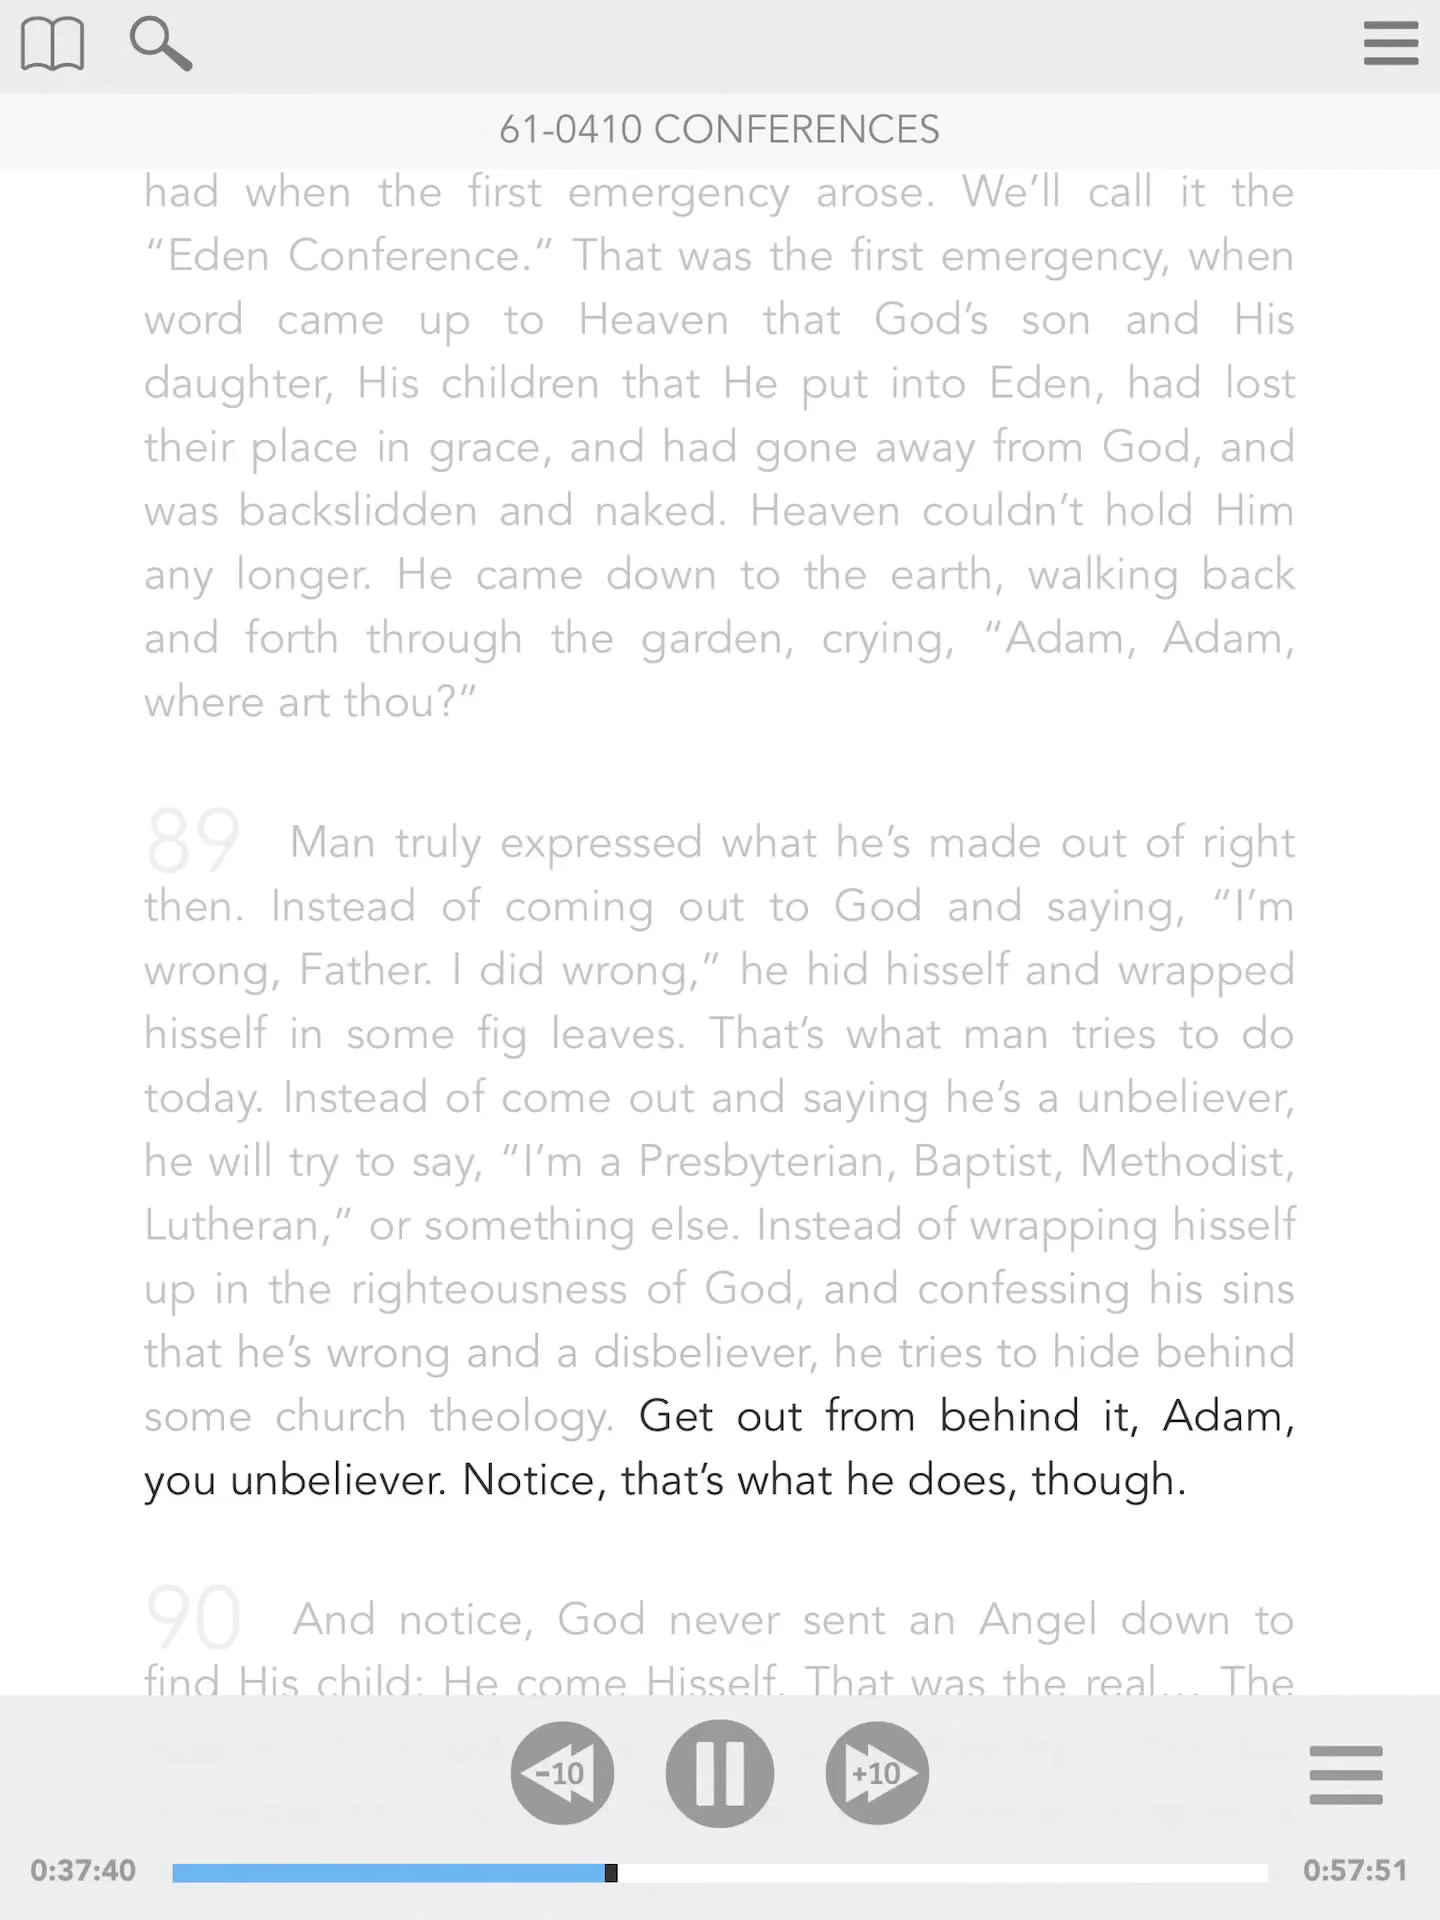 61-0410 CONFERENCES
had when the first emergency arose. We’ll call it the
“Eden Conference.” That was the first emergency, when
word came up to Heaven that God’s son and His
daughter, His children that He put into Eden, had lost
their place in grace, and had gone away from God, and
was backslidden and naked. Heaven couldn’t hold Him
any longer. He came down to the earth, walking back
and forth through the garden, crying, “Adam, Adam,
where art thou?”
89 Man truly expressed what he’s made out of right
then. Instead of coming out to God and saying, “I’m
wrong, Father. I did wrong,” he hid hisself and wrapped
hisself in some fig leaves. That’s what man tries to do
today. Instead of come out and saying he’s a unbeliever,
he will try to say, “I’m a Presbyterian, Baptist, Methodist,
Lutheran,” or something else. Instead of wrapping hisself
up in the righteousness of God, and confessing his sins
that he’s wrong and a disbeliever, he tries to hide behind
some church theology. Get out from behind it, Adam,
you unbeliever. Notice, that’s what he does, though.
90 And notice, God never sent an Angel down to
find His child; He come Hisself. That was the real... The
-10 +10
0:37:40 0:57:51